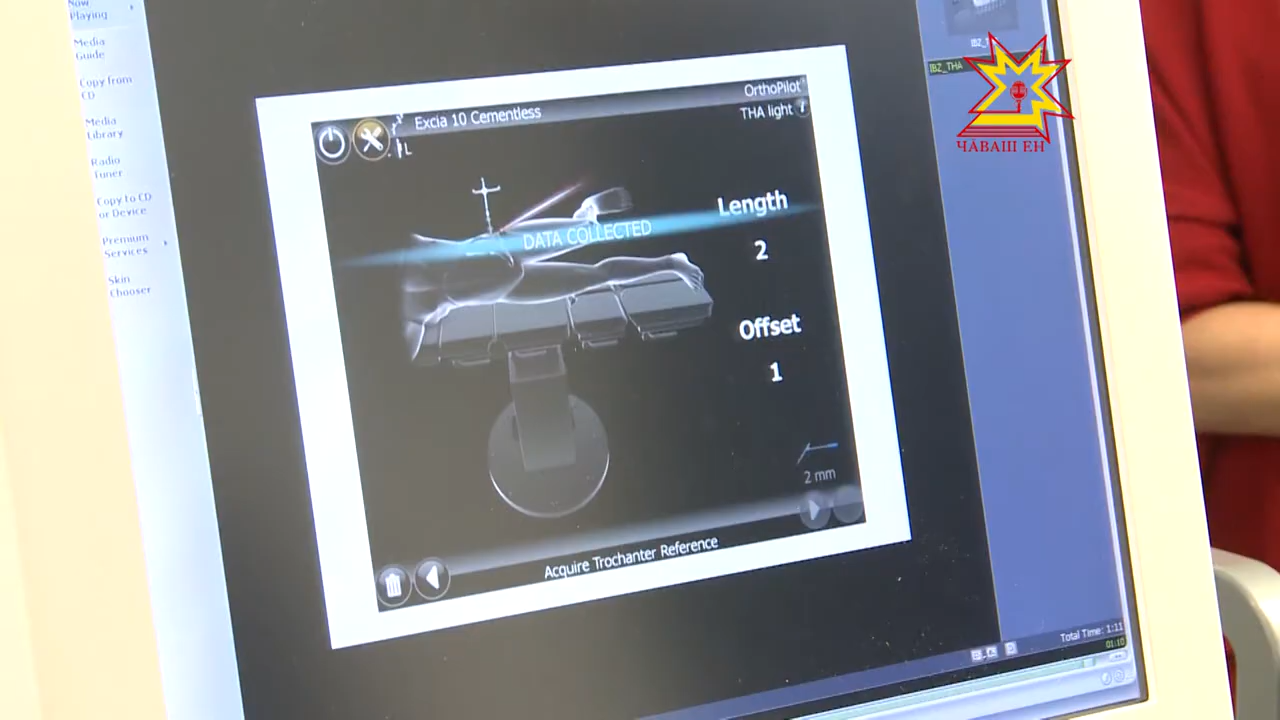 Now
Playing
Media
Guide
Copy from
CD
Media
Library
Radio
Tuner
Copy to CD
or Device
Premium
Services
Skin
Chooser
Excia 10 Cementless
OrthoPilot
THA light
L
DATA COLLECTED
Length
2
Offset
1
2 mm
Acquire Trochanter Reference
IBZ_THA
ЧӐВАШ ЕН
Total Time: 1:11
01:10